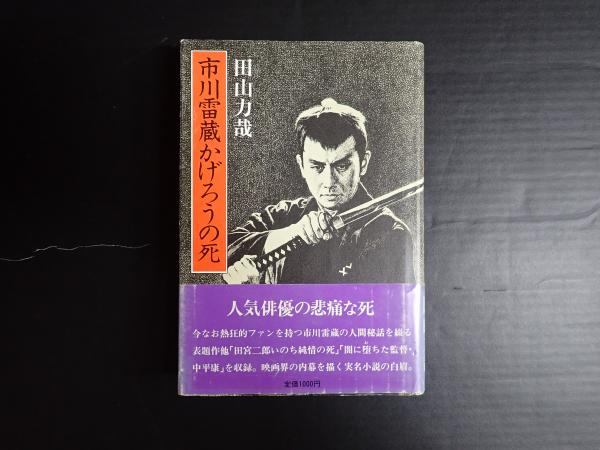 市川雷蔵かげろうの死
田山力哉
人気俳優の悲痛な死
今なお熱狂的ファンを持つ市川雷蔵の人間秘話を綴る
表題作他「田宮二郎いのち純情の死」「闇に堕ちた監督・
中平康」を収録。映画界の内幕を描く実名小説の白眉。
定価1000円